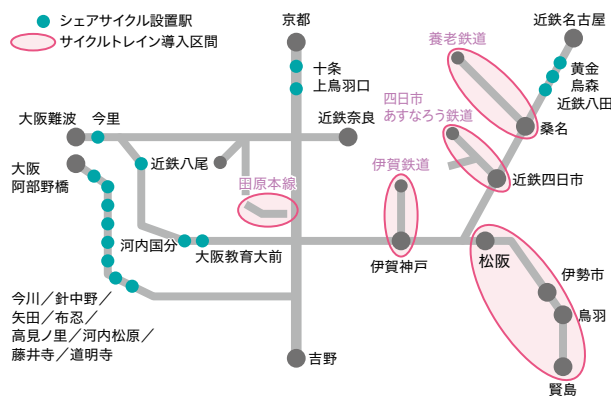 シェアサイクル設置駅
サイクルトレイン導入区間
京都
近鉄名古屋
養老鉄道
十条
上鳥羽口
黄金
烏森
近鉄八田
四日市
あすなろう鉄道
大阪難波
今里
近鉄奈良
桑名
大阪
阿部野橋
近鉄八尾
田原本線
伊賀鉄道
近鉄四日市
河内国分
大阪教育大前
伊賀神戸
松阪
伊勢市
鳥羽
今川／針中野／
矢田／布忍／
高見ノ里／河内松原／
藤井寺／道明寺
吉野
賢島